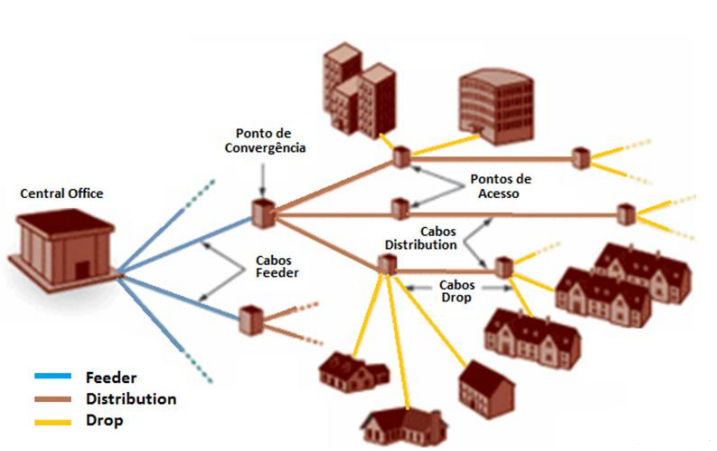 Ponto de
Convergência
Central Office
Pontos de
Acesso
Cabos
Distribution
Cabos
Feeder
Cabos
Drop
Feeder
Distribution
Drop